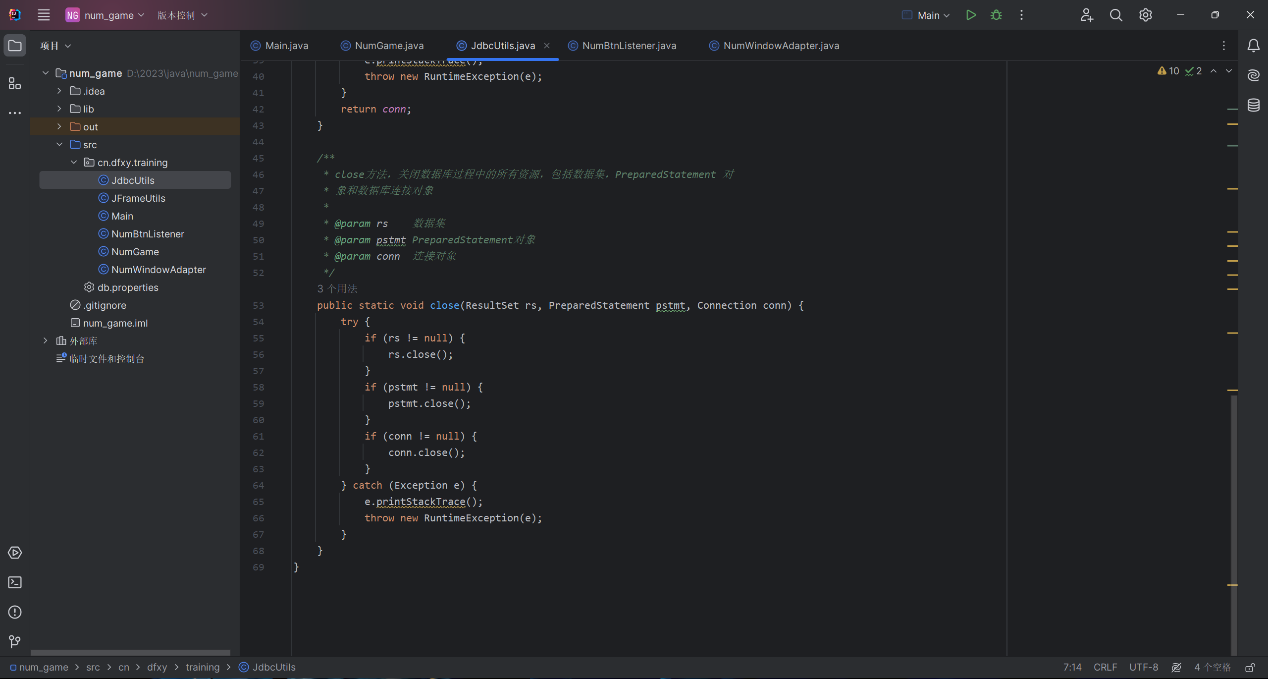 NG num_game 版本控制 Main
项目
Main.java NumGame.java JdbcUtils.java NumBtnListener.java NumWindowAdapter.java
num_game D:\2023\java\num_game
.idea
lib
out
src
cn.dfxy.training
JdbcUtils
JFrameUtils
Main
NumBtnListener
NumGame
NumWindowAdapter
db.properties
.gitignore
num_game.iml
外部库
临时文件和控制台
10 2
39 e.printStackTrace();
40 throw new RuntimeException(e);
41 }
42 return conn;
43 }
44
45 /**
46 * close方法，关闭数据库过程中的所有资源，包括数据集，PreparedStatement 对
47 * 象和数据库连接对象
48 *
49 * @param rs 数据集
50 * @param pstmt PreparedStatement对象
51 * @param conn 连接对象
52 */
3 个用法
53 public static void close(ResultSet rs, PreparedStatement pstmt, Connection conn) {
54 try {
55 if (rs != null) {
56 rs.close();
57 }
58 if (pstmt != null) {
59 pstmt.close();
60 }
61 if (conn != null) {
62 conn.close();
63 }
64 } catch (Exception e) {
65 e.printStackTrace();
66 throw new RuntimeException(e);
67 }
68 }
69 }
num_game > src > cn > dfxy > training > JdbcUtils 7:14 CRLF UTF-8 4 个空格